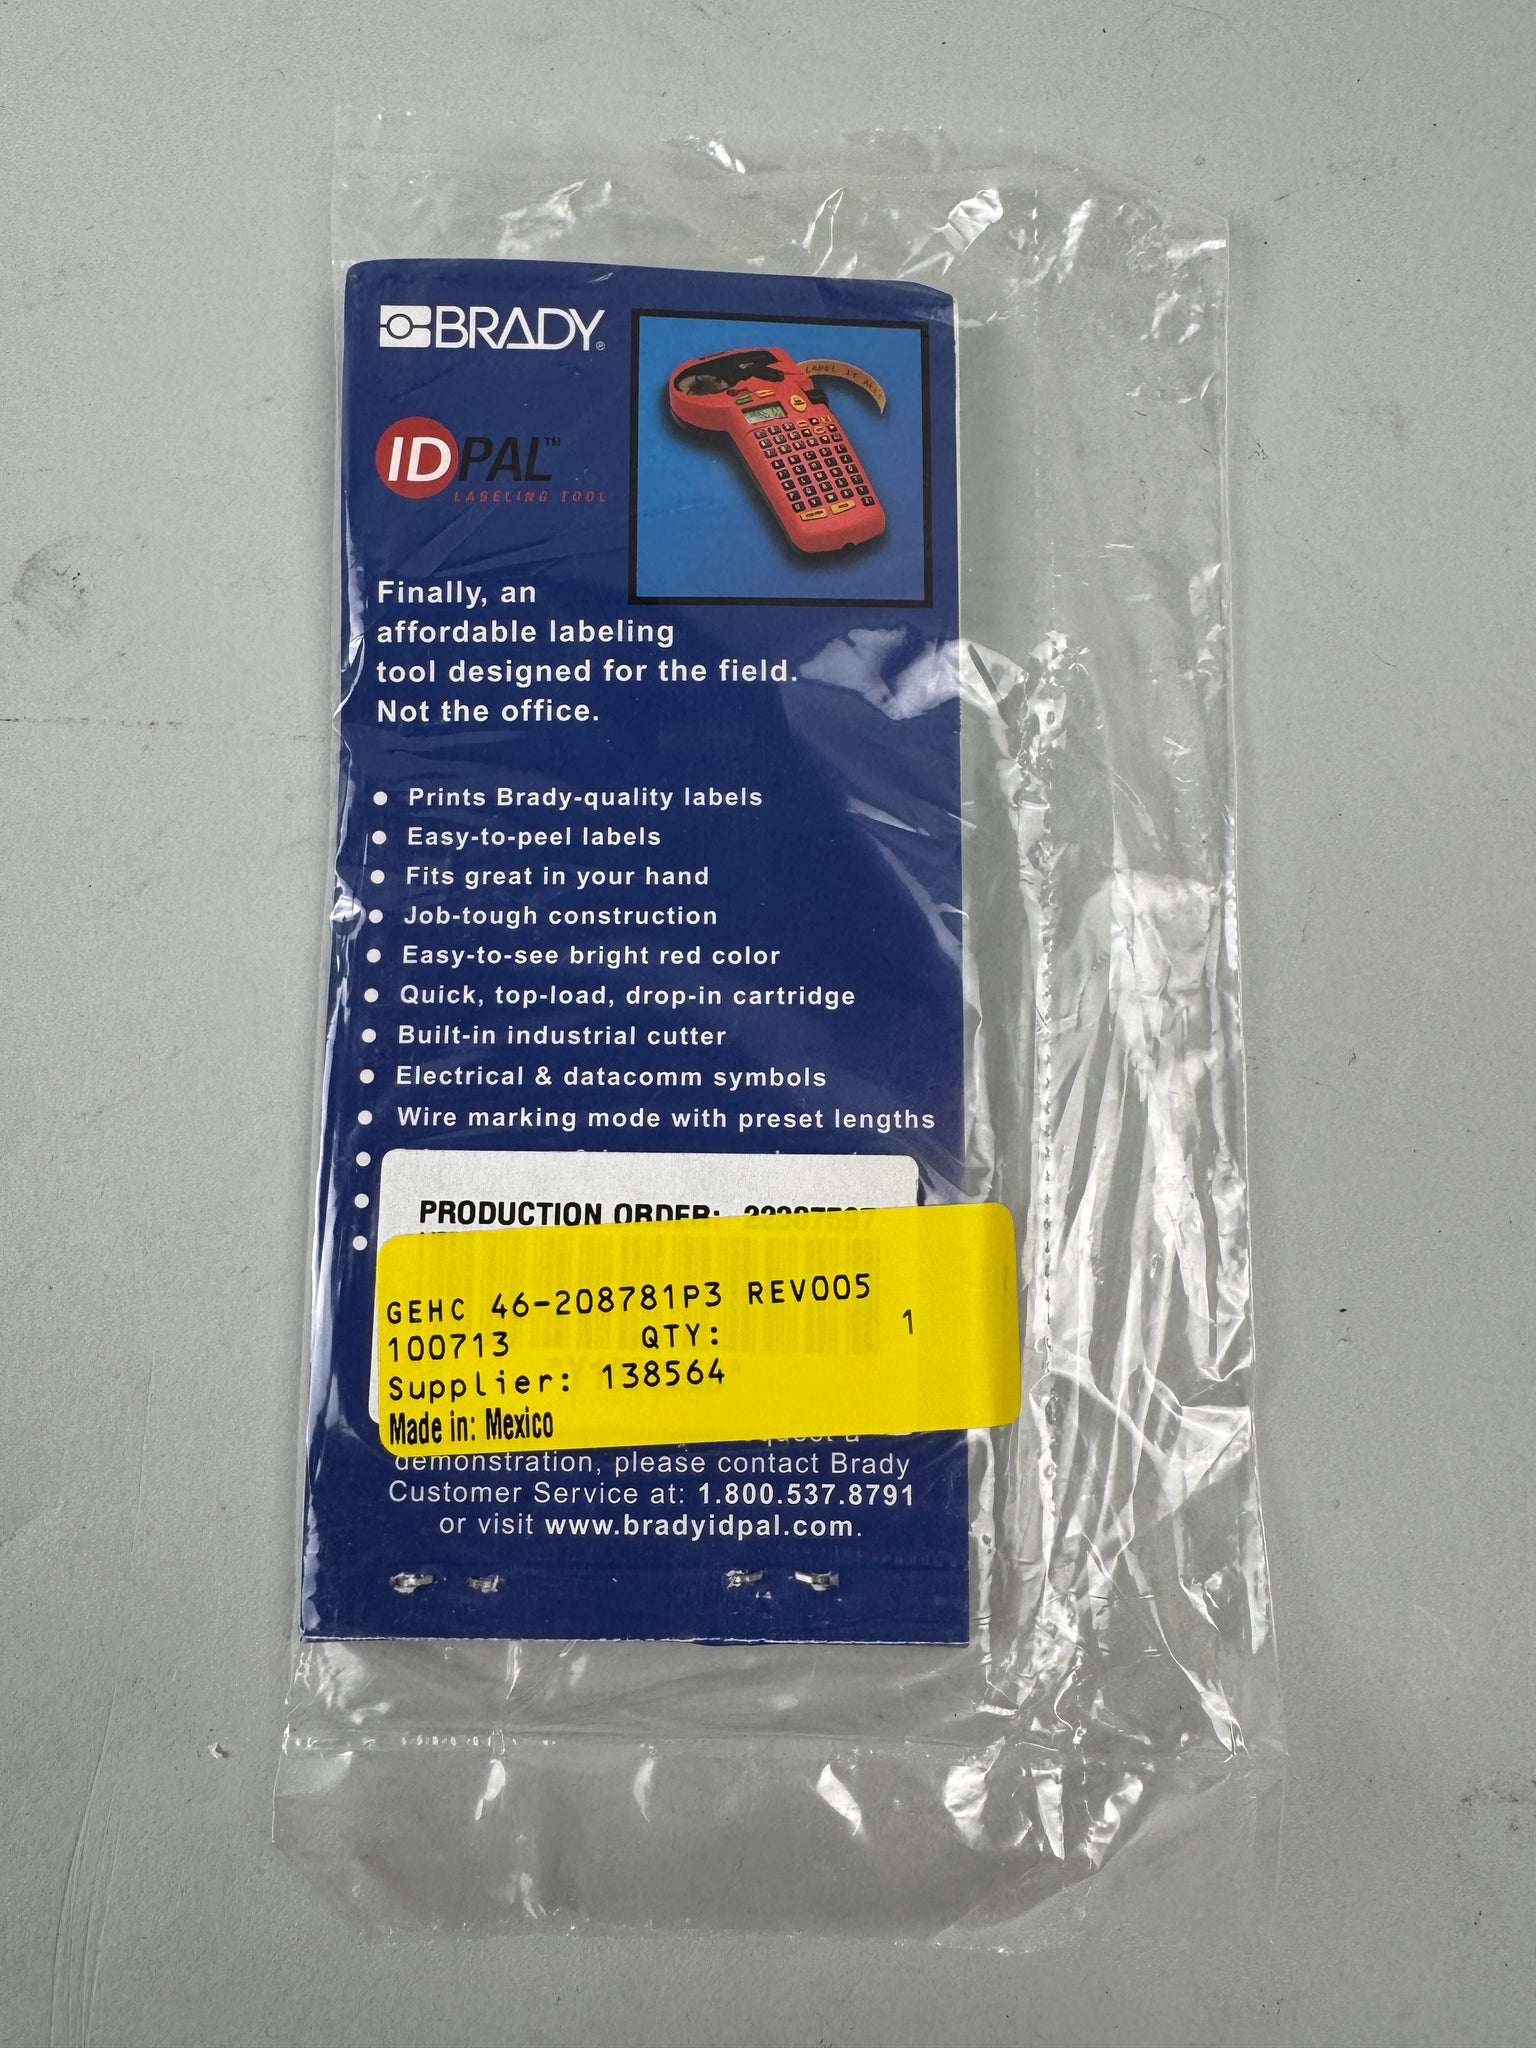 BRADY
IDPAL™
LABELING TOOL
LABEL IT
Finally, an
affordable labeling
tool designed for the field.
Not the office.
• Prints Brady-quality labels
• Easy-to-peel labels
• Fits great in your hand
• Job-tough construction
• Easy-to-see bright red color
• Quick, top-load, drop-in cartridge
• Built-in industrial cutter
• Electrical & datacomm symbols
• Wire marking mode with preset lengths
PRODUCTION ORDER:
GEHC 46-208781P3 REV005
100713 QTY: 1
Supplier: 138564
Made in: Mexico
demonstration, please contact Brady
Customer Service at: 1.800.537.8791
or visit www.bradyidpal.com.